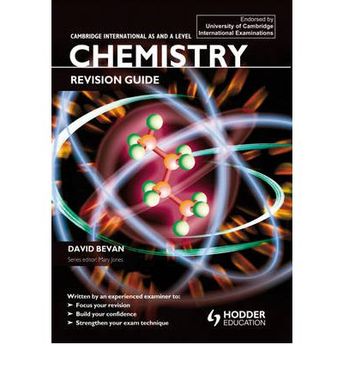 Endorsed by
University of Cambridge
International Examinations
CAMBRIDGE INTERNATIONAL AS AND A LEVEL
CHEMISTRY
REVISION GUIDE
DAVID BEVAN
Series editor: Mary Jones
Written by an experienced examiner to:
➤ Focus your revision
➤ Build your confidence
➤ Strengthen your exam technique
HODDER
EDUCATION